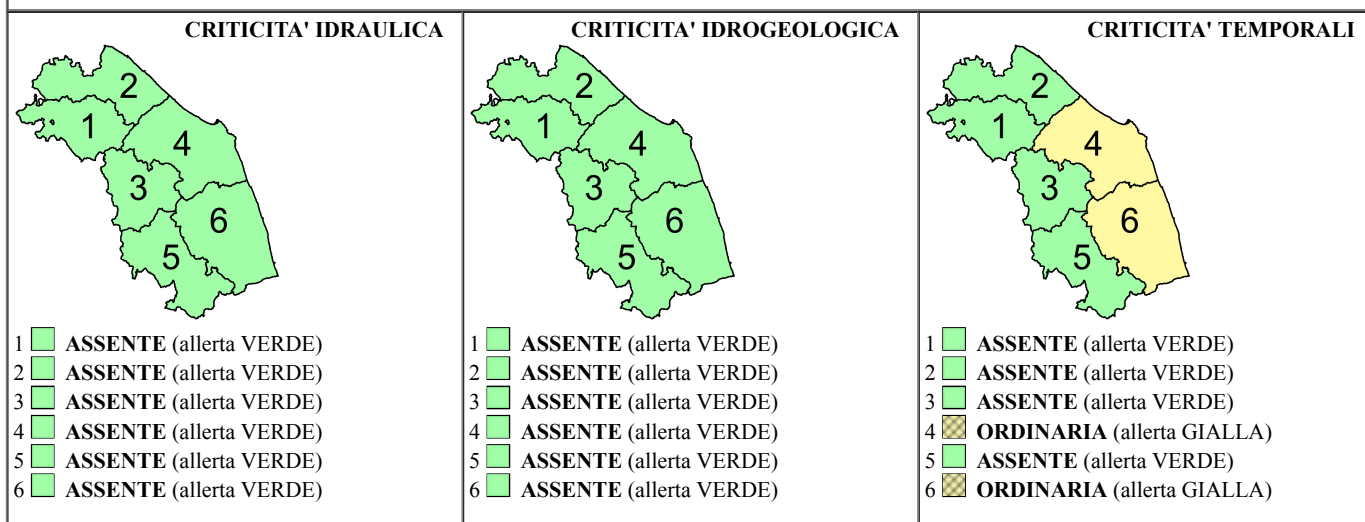 CRITICITA' IDRAULICA
2
1
4
3
6
5
1 ASSENTE (allerta VERDE)
2 ASSENTE (allerta VERDE)
3 ASSENTE (allerta VERDE)
4 ASSENTE (allerta VERDE)
5 ASSENTE (allerta VERDE)
6 ASSENTE (allerta VERDE)
CRITICITA' IDROGEOLOGICA
2
1
4
3
6
5
1 ASSENTE (allerta VERDE)
2 ASSENTE (allerta VERDE)
3 ASSENTE (allerta VERDE)
4 ASSENTE (allerta VERDE)
5 ASSENTE (allerta VERDE)
6 ASSENTE (allerta VERDE)
CRITICITA' TEMPORALI
2
1
4
3
6
5
1 ASSENTE (allerta VERDE)
2 ASSENTE (allerta VERDE)
3 ASSENTE (allerta VERDE)
4 ORDINARIA (allerta GIALLA)
5 ASSENTE (allerta VERDE)
6 ORDINARIA (allerta GIALLA)